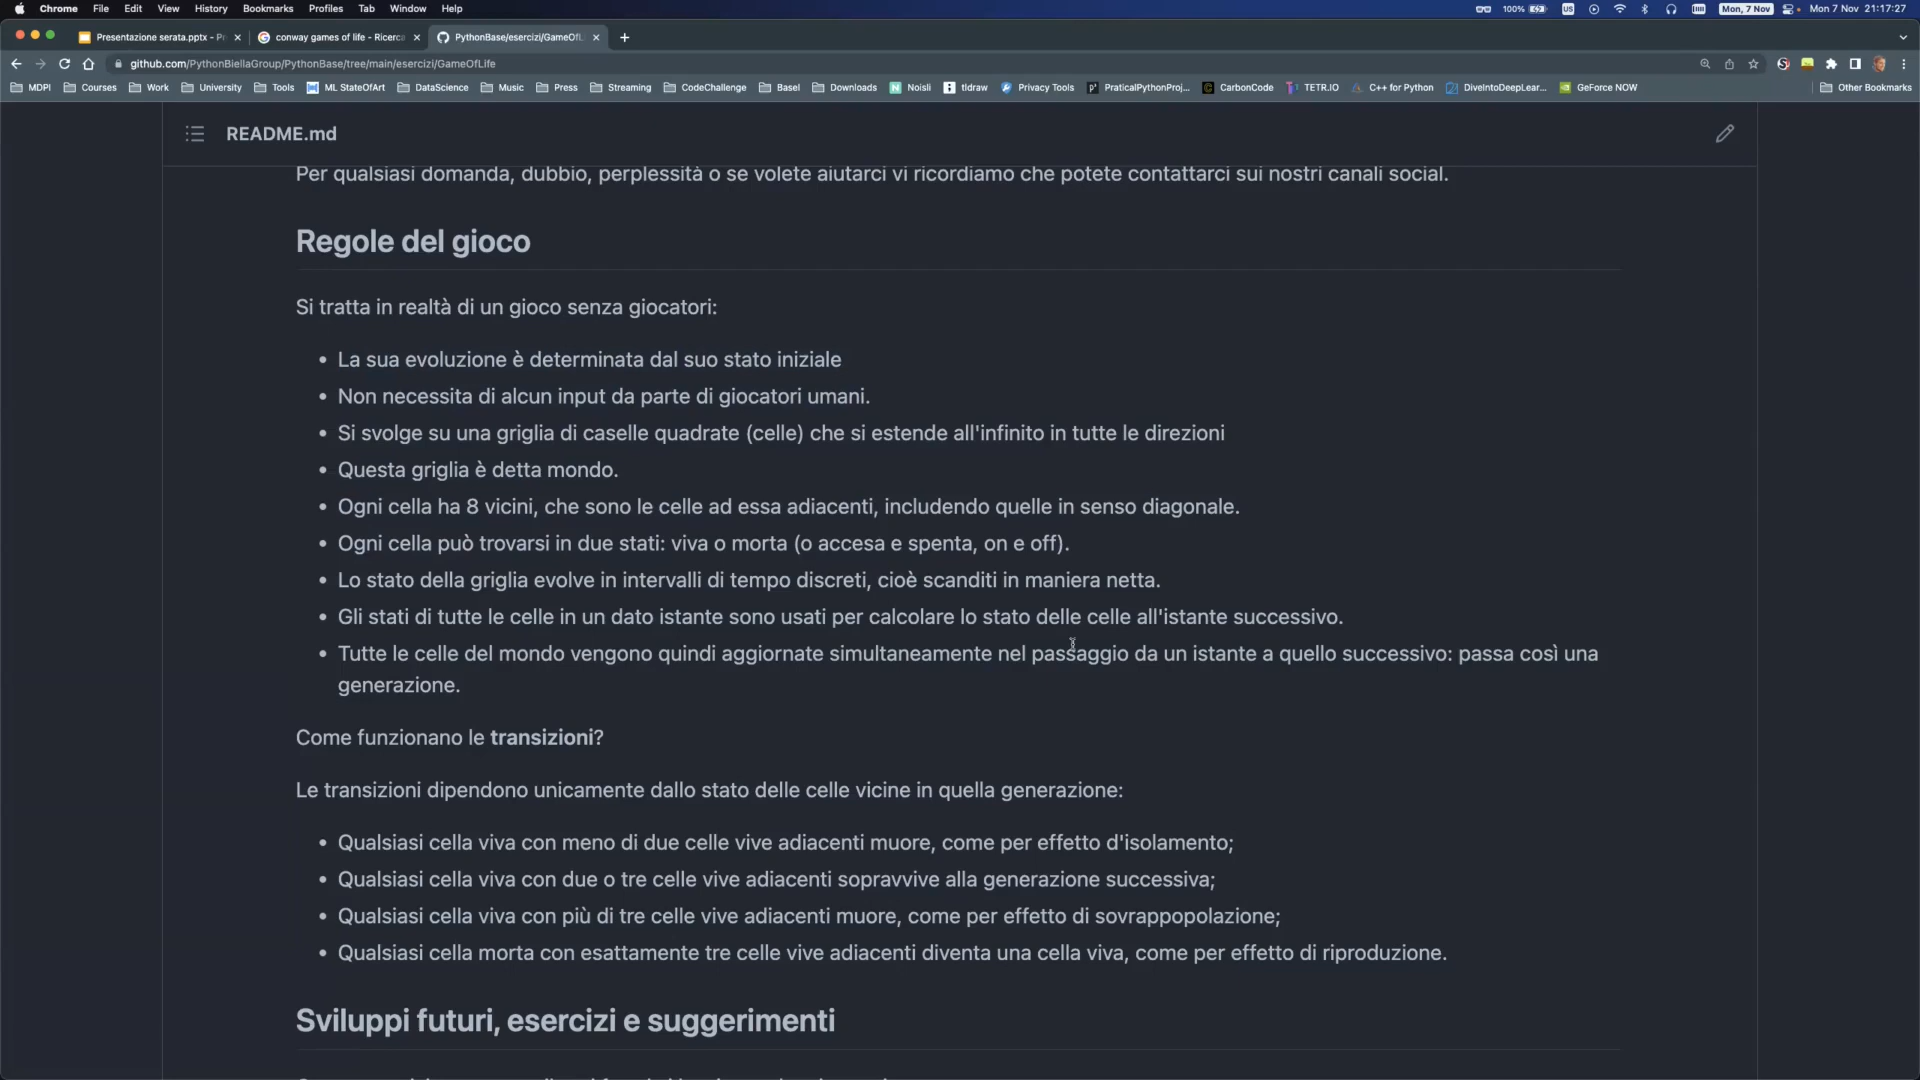 Chrome File Edit View History Bookmarks Profiles Tab Window Help 100% US Mon, 7 Nov Mon 7 Nov 21:17:27
Presentazione serata.pptx - P conway games of life - Ricerca PythonBase/esercizi/GameOfL
github.com/PythonBiellaGroup/PythonBase/tree/main/esercizi/GameOfLife
MDPI Courses Work University Tools ML StateOfArt DataScience Music Press Streaming CodeChallenge Basel Downloads Noisli tldraw Privacy Tools PraticalPythonProj... CarbonCode TETR.IO C++ for Python DiveIntoDeepLear... GeForce NOW Other Bookmarks
README.md
Per qualsiasi domanda, dubbio, perplessità o se volete aiutarci vi ricordiamo che potete contattarci sui nostri canali social.
Regole del gioco
Si tratta in realtà di un gioco senza giocatori:
• La sua evoluzione è determinata dal suo stato iniziale
• Non necessita di alcun input da parte di giocatori umani.
• Si svolge su una griglia di caselle quadrate (celle) che si estende all'infinito in tutte le direzioni
• Questa griglia è detta mondo.
• Ogni cella ha 8 vicini, che sono le celle ad essa adiacenti, includendo quelle in senso diagonale.
• Ogni cella può trovarsi in due stati: viva o morta (o accesa e spenta, on e off).
• Lo stato della griglia evolve in intervalli di tempo discreti, cioè scanditi in maniera netta.
• Gli stati di tutte le celle in un dato istante sono usati per calcolare lo stato delle celle all'istante successivo.
• Tutte le celle del mondo vengono quindi aggiornate simultaneamente nel passaggio da un istante a quello successivo: passa così una
generazione.
Come funzionano le transizioni?
Le transizioni dipendono unicamente dallo stato delle celle vicine in quella generazione:
• Qualsiasi cella viva con meno di due celle vive adiacenti muore, come per effetto d'isolamento;
• Qualsiasi cella viva con due o tre celle vive adiacenti sopravvive alla generazione successiva;
• Qualsiasi cella viva con più di tre celle vive adiacenti muore, come per effetto di sovrappopolazione;
• Qualsiasi cella morta con esattamente tre celle vive adiacenti diventa una cella viva, come per effetto di riproduzione.
Sviluppi futuri, esercizi e suggerimenti